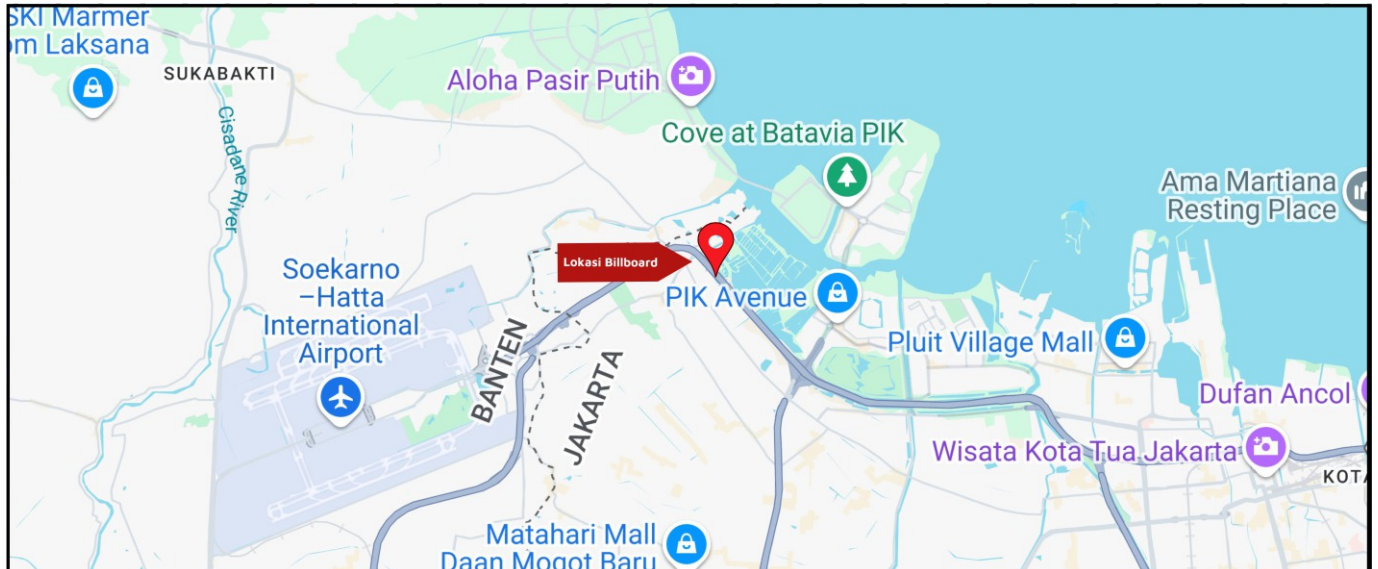 SKI Marmer
om Laksana
SUKABAKTI
Aloha Pasir Putih
Cisadane River
Cove at Batavia PIK
Ama Martiana
Resting Place
Lokasi Billboard
Soekarno
–Hatta
International
Airport
PIK Avenue
BANTEN
JAKARTA
Pluit Village Mall
Dufan Ancol
Wisata Kota Tua Jakarta
KOTA
Matahari Mall
Daan Mogot Baru